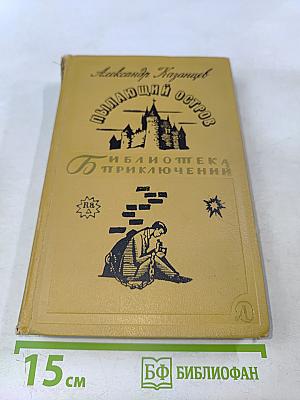 Александр Казанцев
ПЫЛАЮЩИЙ ОСТРОВ
БИБЛИОТЕКА
ПРИКЛЮЧЕНИЙ
15 см
БФ БИБЛИОФАН